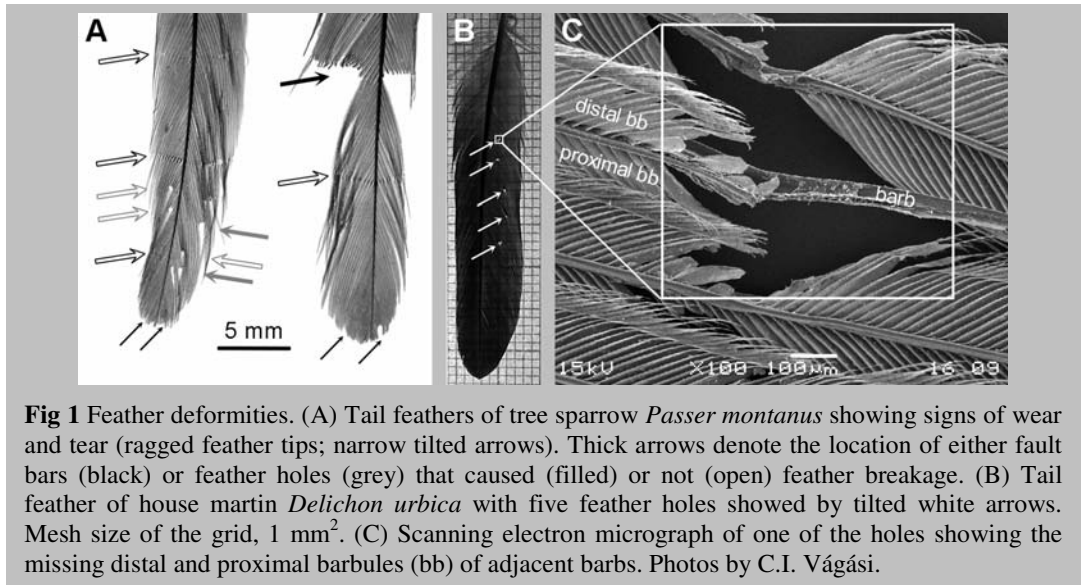 A
B
C
distal bb
proximal bb
barb
5 mm
15kV X100 100µm 16 09
Fig 1 Feather deformities. (A) Tail feathers of tree sparrow Passer montanus showing signs of wear
and tear (ragged feather tips; narrow tilted arrows). Thick arrows denote the location of either fault
bars (black) or feather holes (grey) that caused (filled) or not (open) feather breakage. (B) Tail
feather of house martin Delichon urbica with five feather holes showed by tilted white arrows.
Mesh size of the grid, 1 mm². (C) Scanning electron micrograph of one of the holes showing the
missing distal and proximal barbules (bb) of adjacent barbs. Photos by C.I. Vágási.